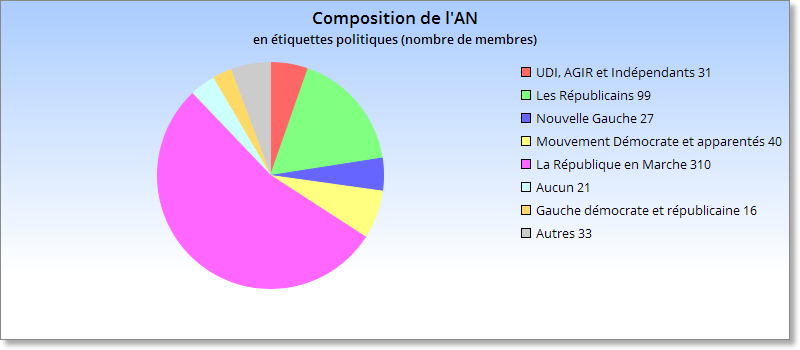 Composition de l'AN
en étiquettes politiques (nombre de membres)
UDI, AGIR et Indépendants 31
Les Républicains 99
Nouvelle Gauche 27
Mouvement Démocrate et apparentés 40
La République en Marche 310
Aucun 21
Gauche démocrate et républicaine 16
Autres 33